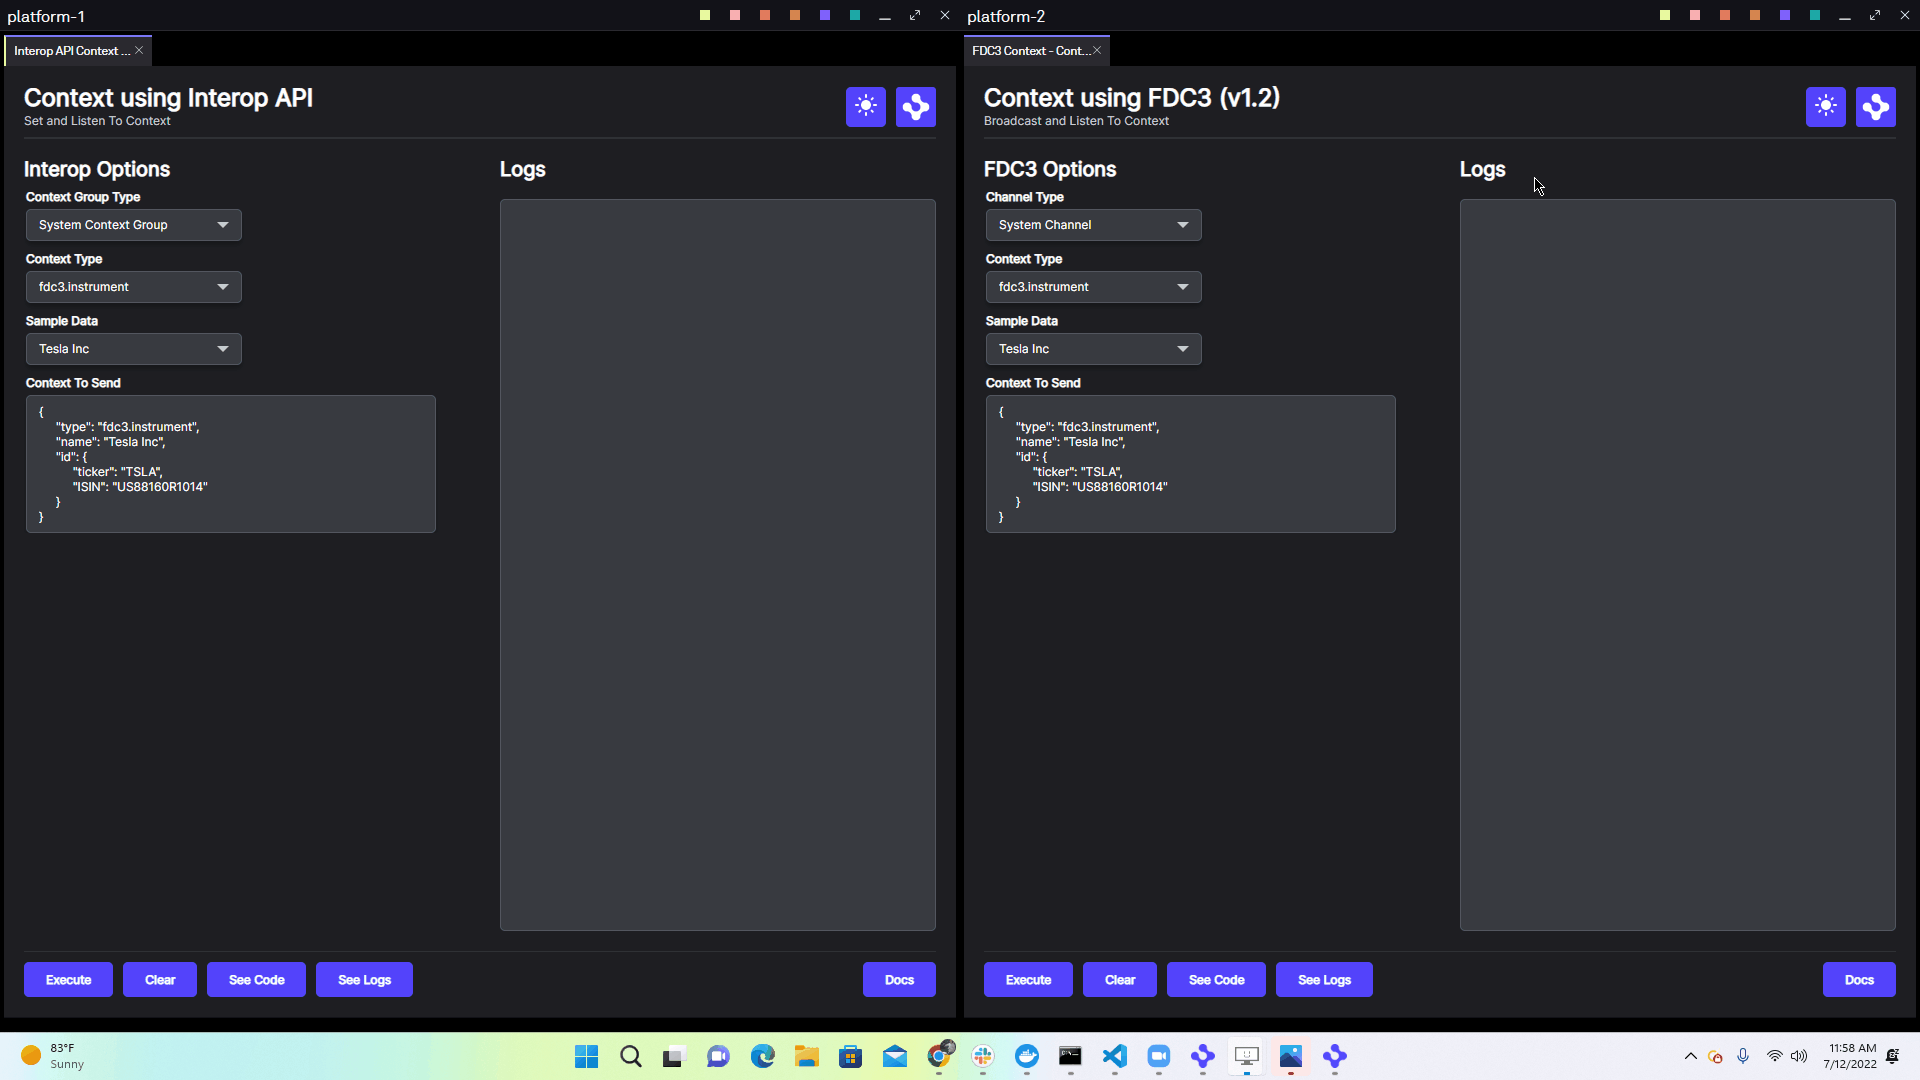 platform-1
Interop API Context ...
Context using Interop API
Set and Listen To Context
Interop Options
Context Group Type
System Context Group
Context Type
fdc3.instrument
Sample Data
Tesla Inc
Context To Send
{
"type": "fdc3.instrument",
"name": "Tesla Inc",
"id": {
"ticker": "TSLA",
"ISIN": "US88160R1014"
}
}
Logs
Execute
Clear
See Code
See Logs
Docs
platform-2
FDC3 Context - Cont...
Context using FDC3 (v1.2)
Broadcast and Listen To Context
FDC3 Options
Channel Type
System Channel
Context Type
fdc3.instrument
Sample Data
Tesla Inc
Context To Send
{
"type": "fdc3.instrument",
"name": "Tesla Inc",
"id": {
"ticker": "TSLA",
"ISIN": "US88160R1014"
}
}
Logs
Execute
Clear
See Code
See Logs
Docs
83°F
Sunny
11:58 AM
7/12/2022